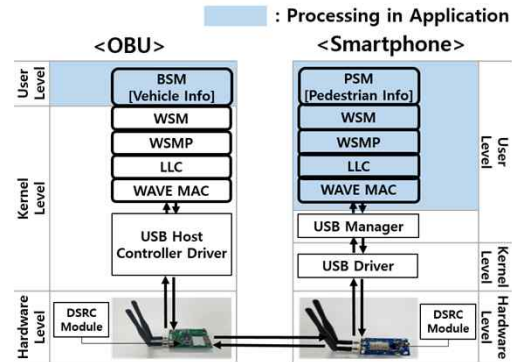 : Processing in Application
<OBU>
<Smartphone>
User
Level
BSM
[Vehicle Info]
Kernel
Level
WSM
WSMP
LLC
WAVE MAC
USB Host
Controller Driver
Hardware
Level
DSRC
Module
PSM
[Pedestrian Info]
WSM
WSMP
LLC
WAVE MAC
User
Level
USB Manager
USB Driver
Kernel
Level
DSRC
Module
Hardware
Level